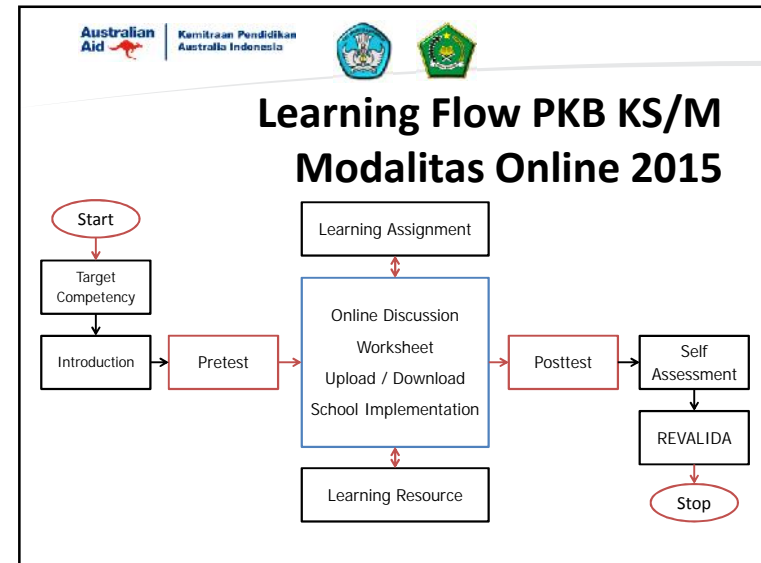 Australian
Aid
Kemitraan Pendidikan
Australia Indonesia
Learning Flow PKB KS/M
Modalitas Online 2015
Start
Target
Competency
Introduction
Pretest
Learning Assignment
Online Discussion
Worksheet
Upload / Download
School Implementation
Learning Resource
Posttest
Self
Assessment
REVALIDA
Stop